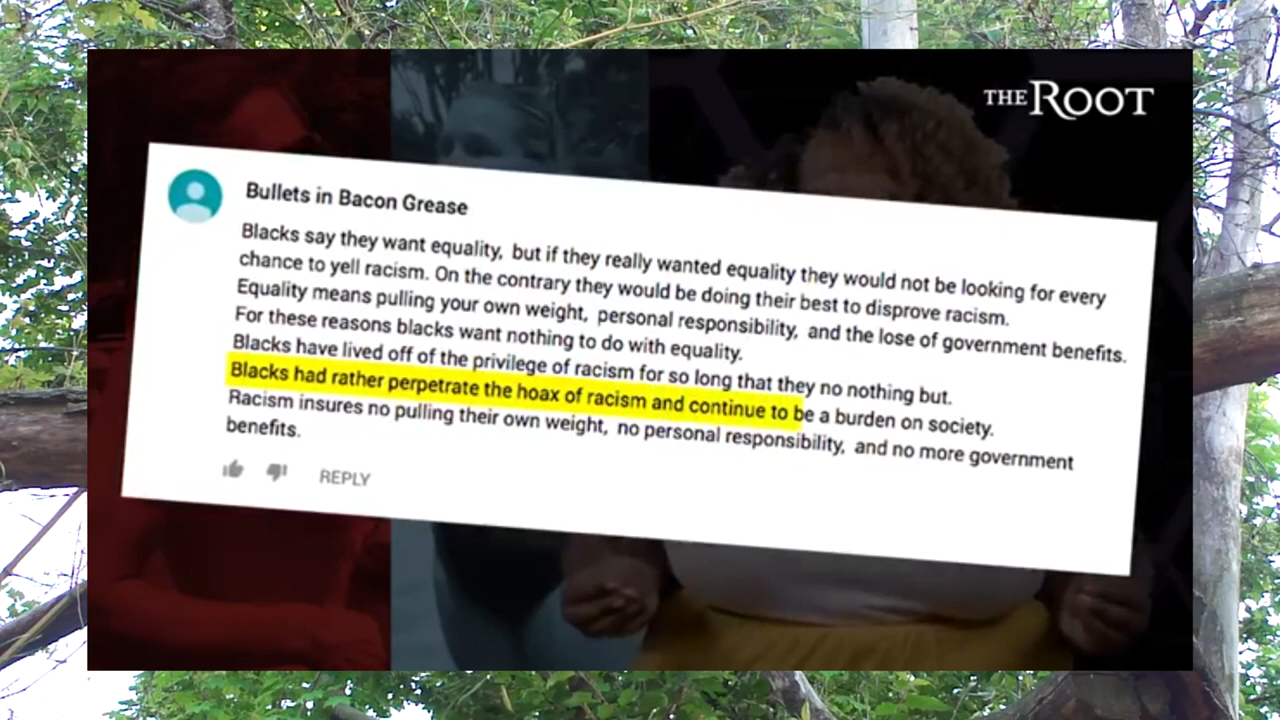 THE ROOT
Bullets in Bacon Grease
Blacks say they want equality, but if they really wanted equality they would not be looking for every
chance to yell racism. On the contrary they would be doing their best to disprove racism.
Equality means pulling your own weight, personal responsibility, and the lose of government benefits.
For these reasons blacks want nothing to do with equality.
Blacks have lived off of the privilege of racism for so long that they no nothing but.
Blacks had rather perpetrate the hoax of racism and continue to be a burden on society.
Racism insures no pulling their own weight, no personal responsibility, and no more government
benefits.
REPLY